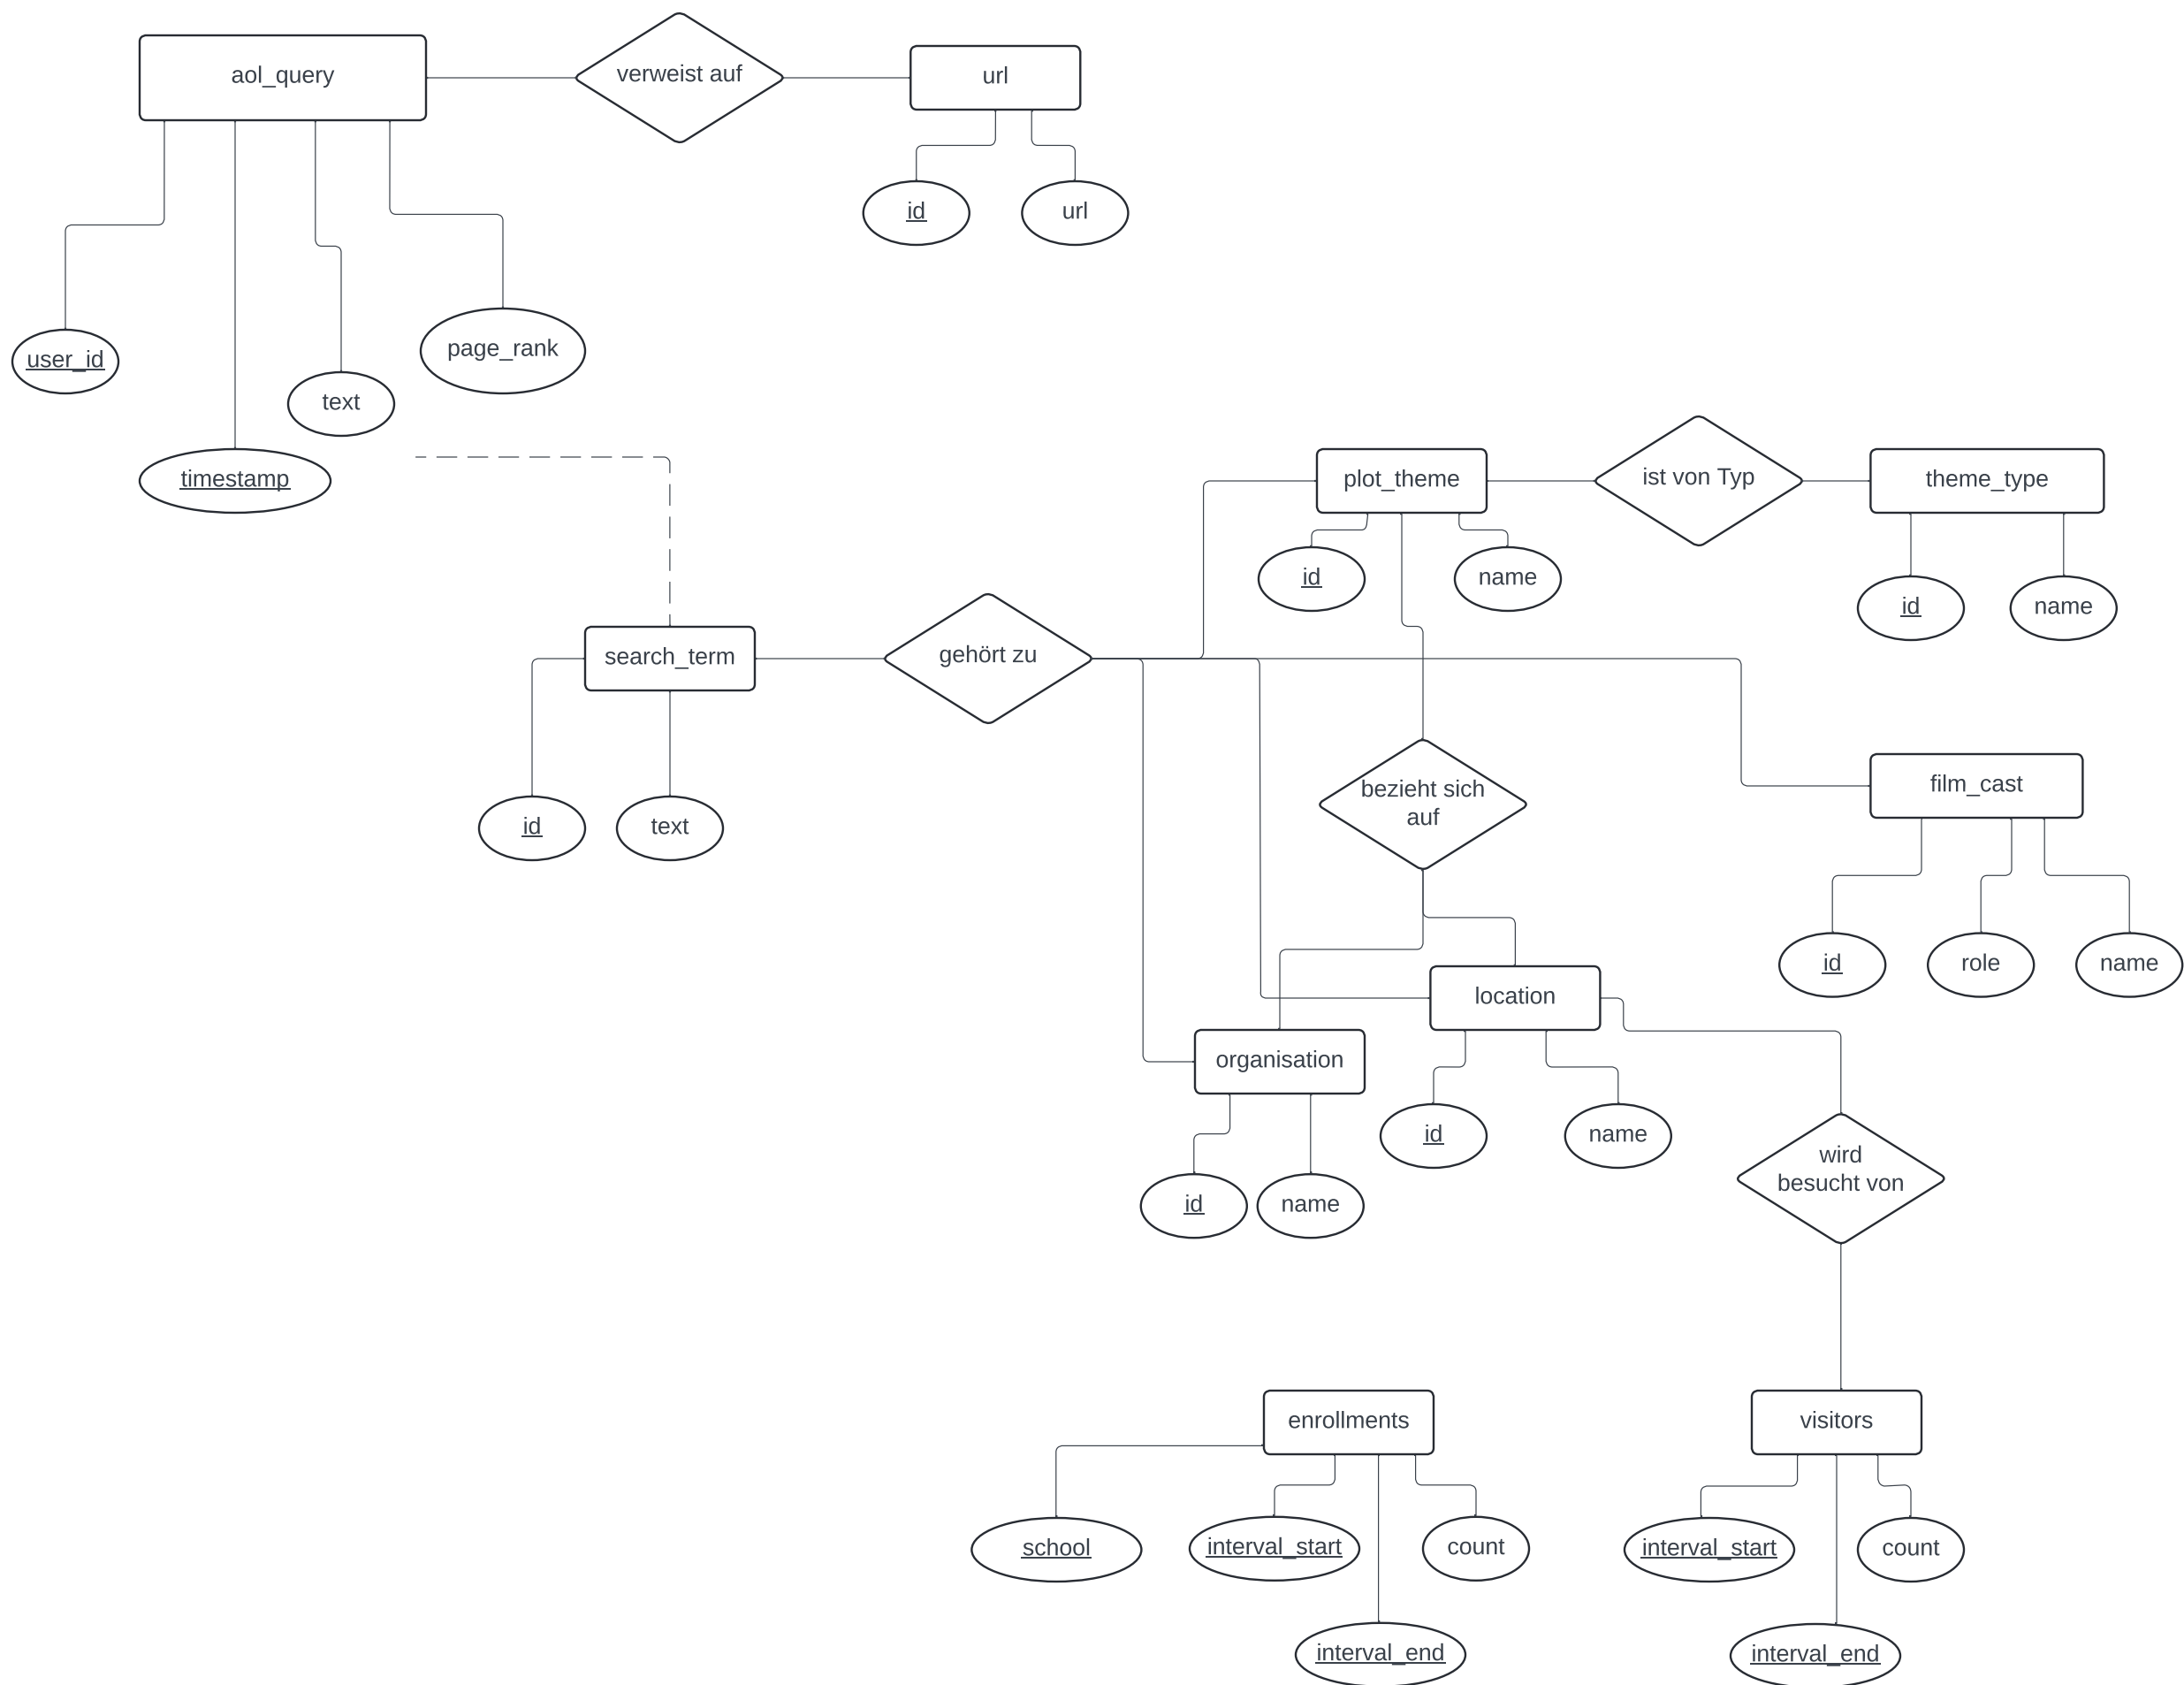 aol_query
verweist auf
url
id
url
user_id
page_rank
text
timestamp
plot_theme
ist von Typ
theme_type
id
name
id
name
search_term
gehört zu
id
text
bezieht sich
auf
film_cast
id
role
name
location
organisation
id
name
id
name
wird
besucht von
enrollments
visitors
school
interval_start
count
interval_start
count
interval_end
interval_end